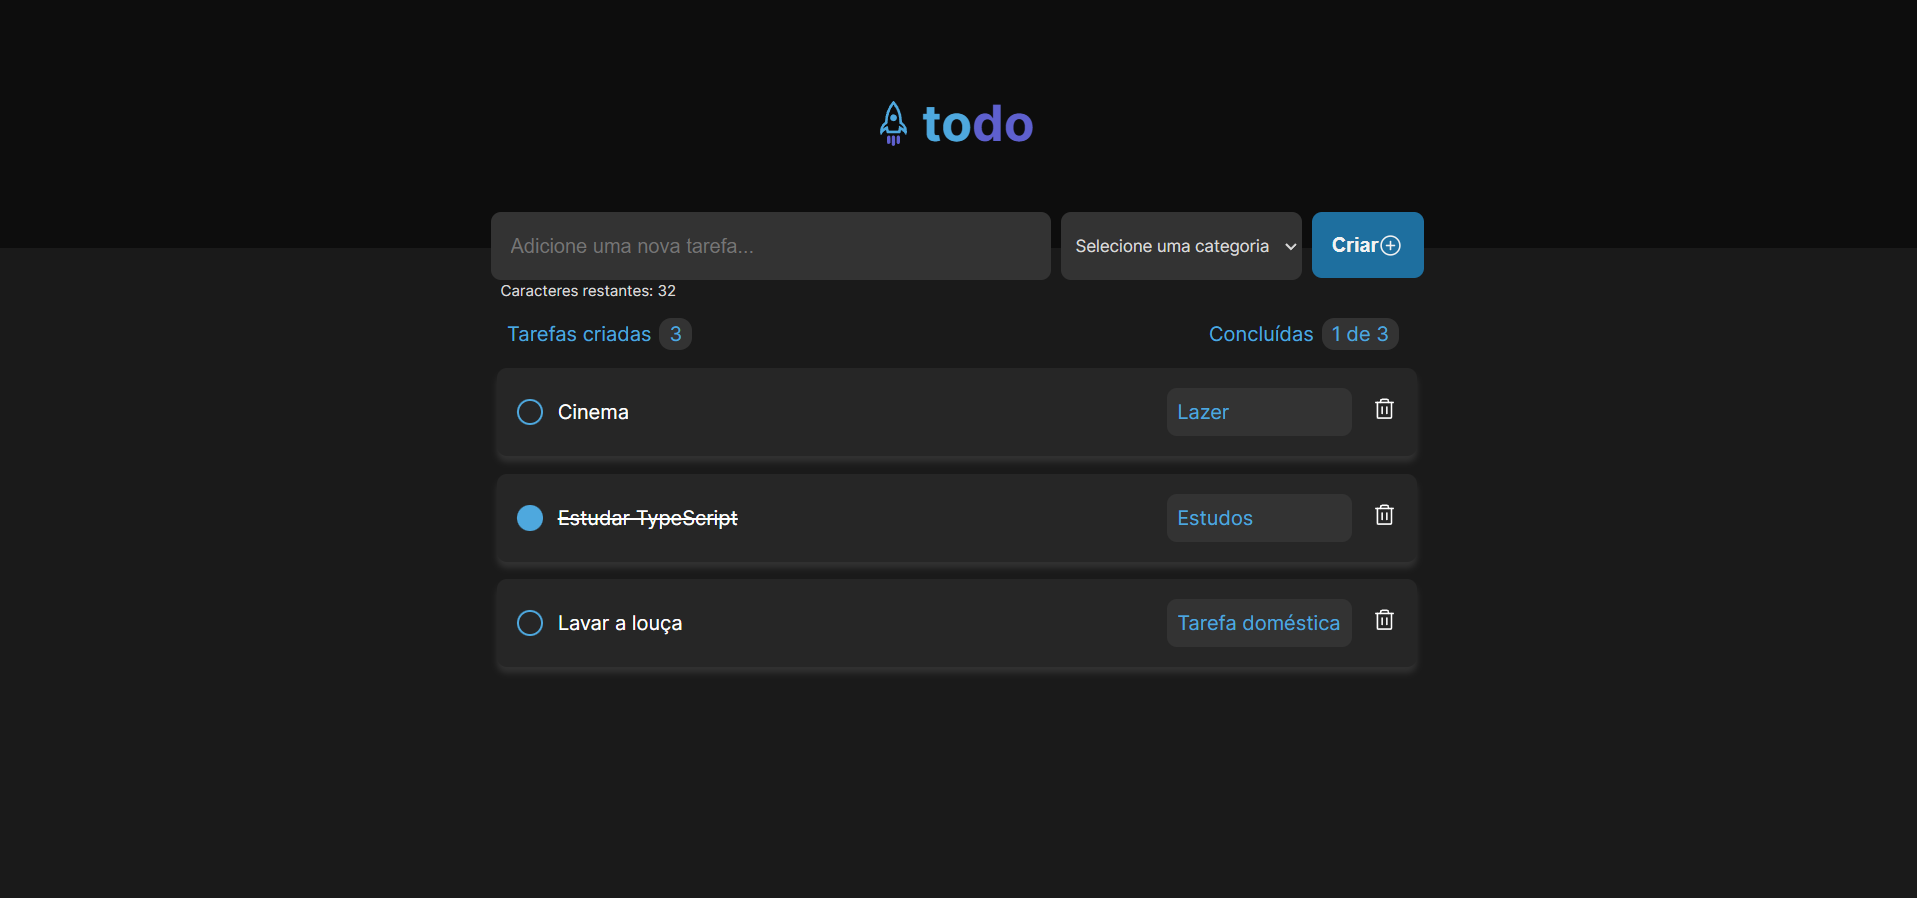 todo
Adicione uma nova tarefa...
Selecione uma categoria
Criar
Caracteres restantes: 32
Tarefas criadas 3
Concluídas 1 de 3
Cinema
Lazer
Estudar TypeScript
Estudos
Lavar a louça
Tarefa doméstica